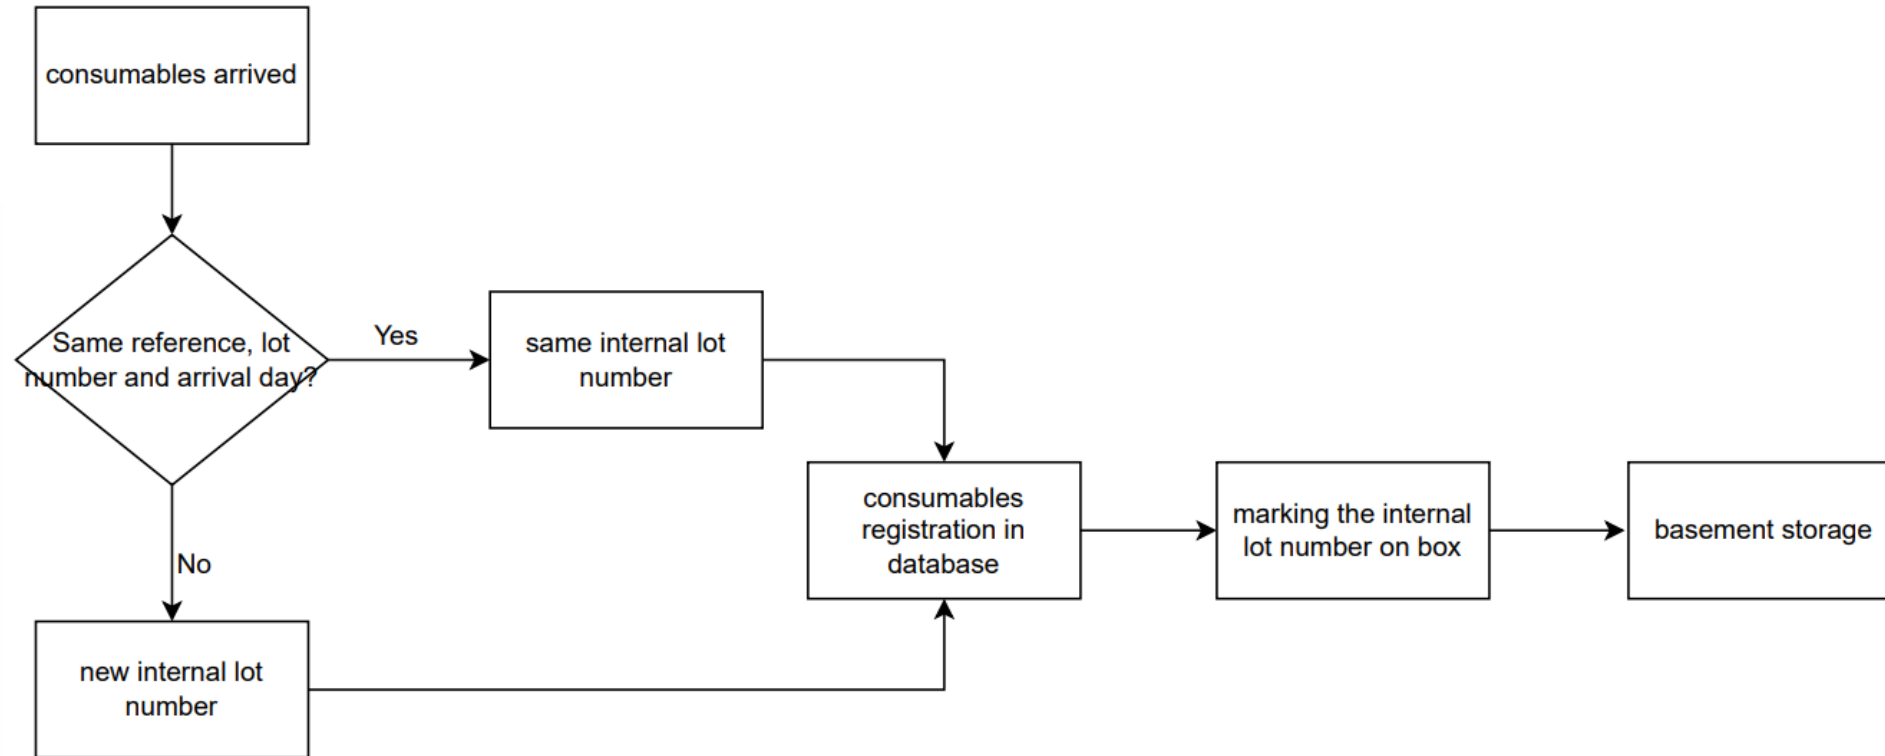 consumables arrived
Same reference, lot
number and arrival day?
Yes
same internal lot
number
No
new internal lot
number
consumables
registration in
database
marking the internal
lot number on box
basement storage